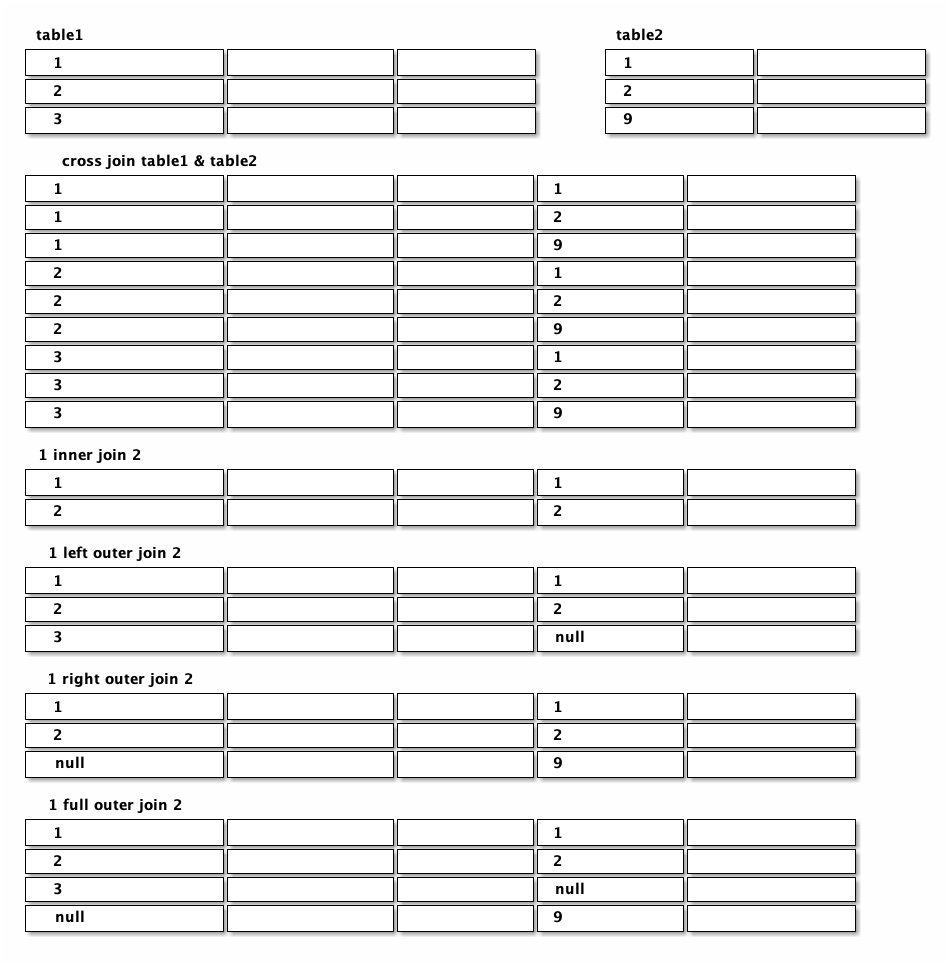 table1 table2
1 1
2 2
3 9
cross join table1 & table2
1 1
1 2
1 9
2 1
2 2
2 9
3 1
3 2
3 9
1 inner join 2
1 1
2 2
1 left outer join 2
1 1
2 2
3 null
1 right outer join 2
1 1
2 2
null 9
1 full outer join 2
1 1
2 2
3 null
null 9